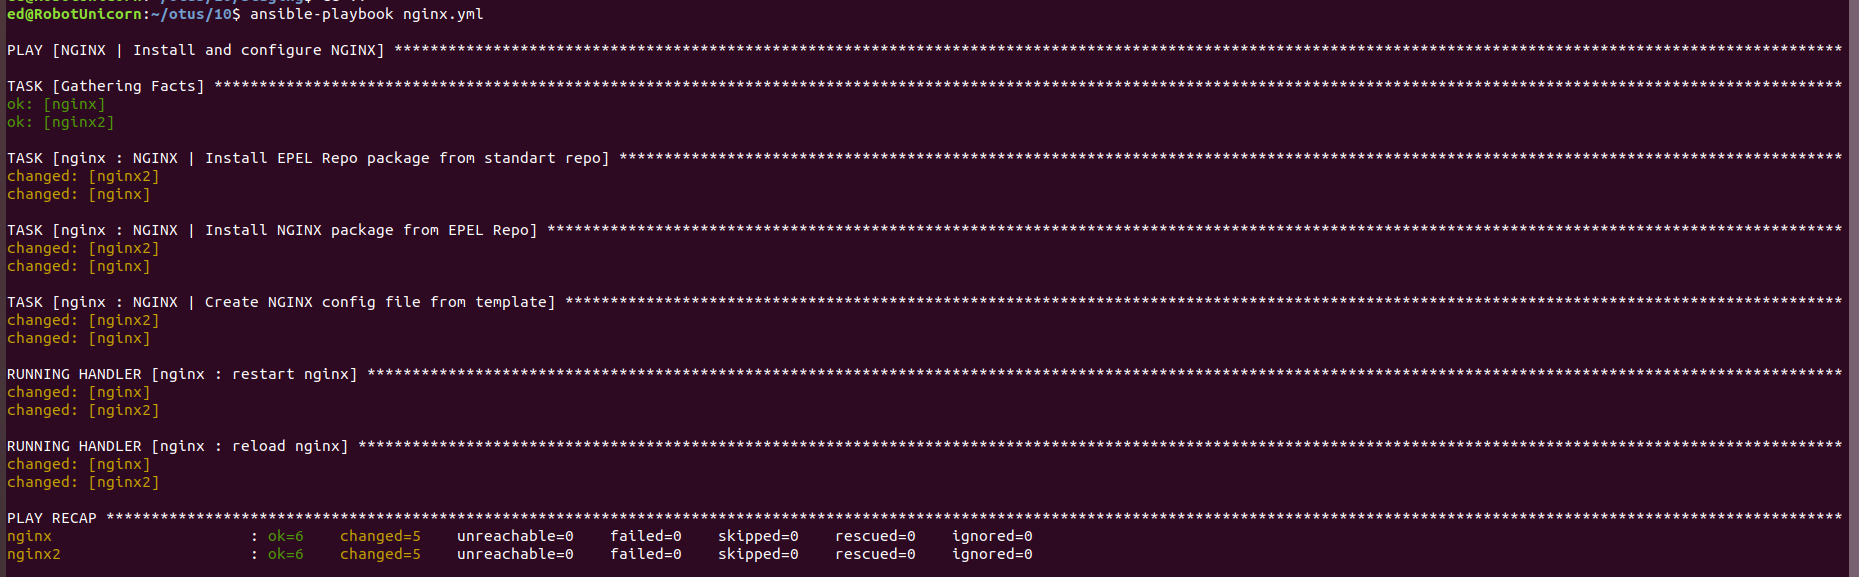 ed@RobotUnicorn:~/otus/10$ ansible-playbook nginx.yml
PLAY [NGINX | Install and configure NGINX] *****************************************************************************************************************************************************************
TASK [Gathering Facts] *************************************************************************************************************************************************************************************
ok: [nginx]
ok: [nginx2]
TASK [nginx : NGINX | Install EPEL Repo package from standart repo] ****************************************************************************************************************************************
changed: [nginx2]
changed: [nginx]
TASK [nginx : NGINX | Install NGINX package from EPEL Repo] ************************************************************************************************************************************************
changed: [nginx2]
changed: [nginx]
TASK [nginx : NGINX | Create NGINX config file from template] **********************************************************************************************************************************************
changed: [nginx2]
changed: [nginx]
RUNNING HANDLER [nginx : restart nginx] ********************************************************************************************************************************************************************
changed: [nginx]
changed: [nginx2]
RUNNING HANDLER [nginx : reload nginx] *********************************************************************************************************************************************************************
changed: [nginx]
changed: [nginx2]
PLAY RECAP *************************************************************************************************************************************************************************************************
nginx                      : ok=6    changed=5    unreachable=0    failed=0    skipped=0    rescued=0    ignored=0
nginx2                     : ok=6    changed=5    unreachable=0    failed=0    skipped=0    rescued=0    ignored=0